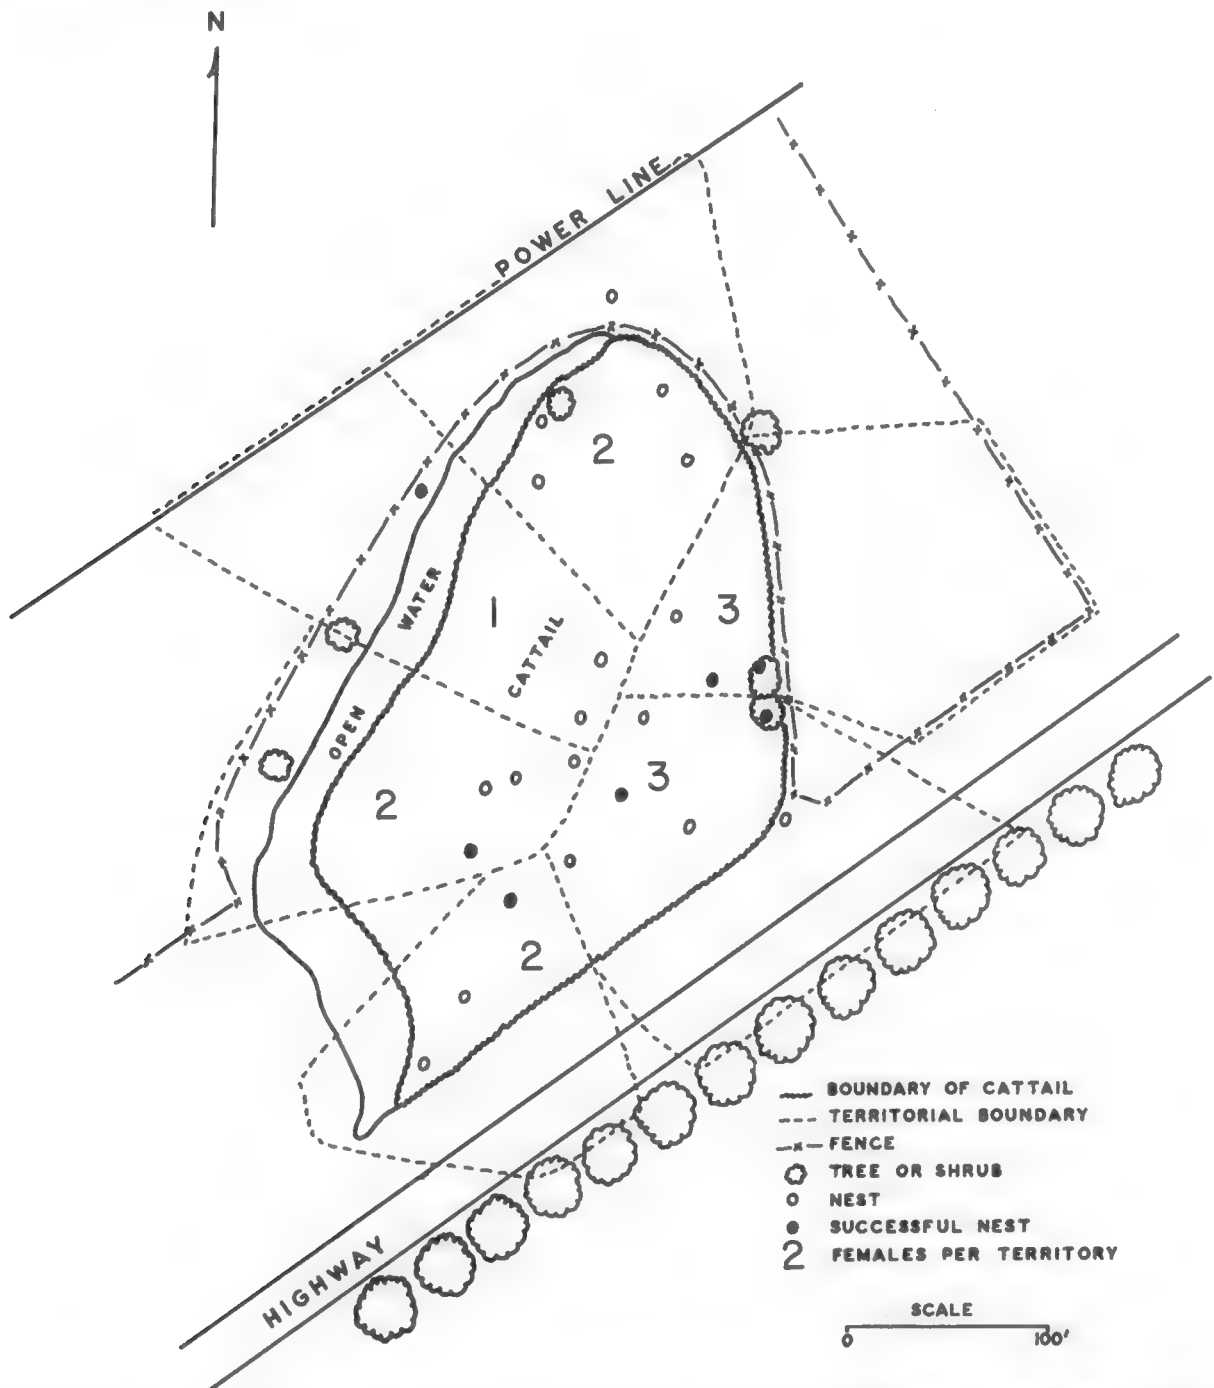 N
POWER LINE
2
WATER
1
3
CATTAIL
OPEN
3
2
2
BOUNDARY OF CATTAIL
TERRITORIAL BOUNDARY
FENCE
TREE OR SHRUB
NEST
SUCCESSFUL NEST
2 FEMALES PER TERRITORY
HIGHWAY
SCALE
0 100'